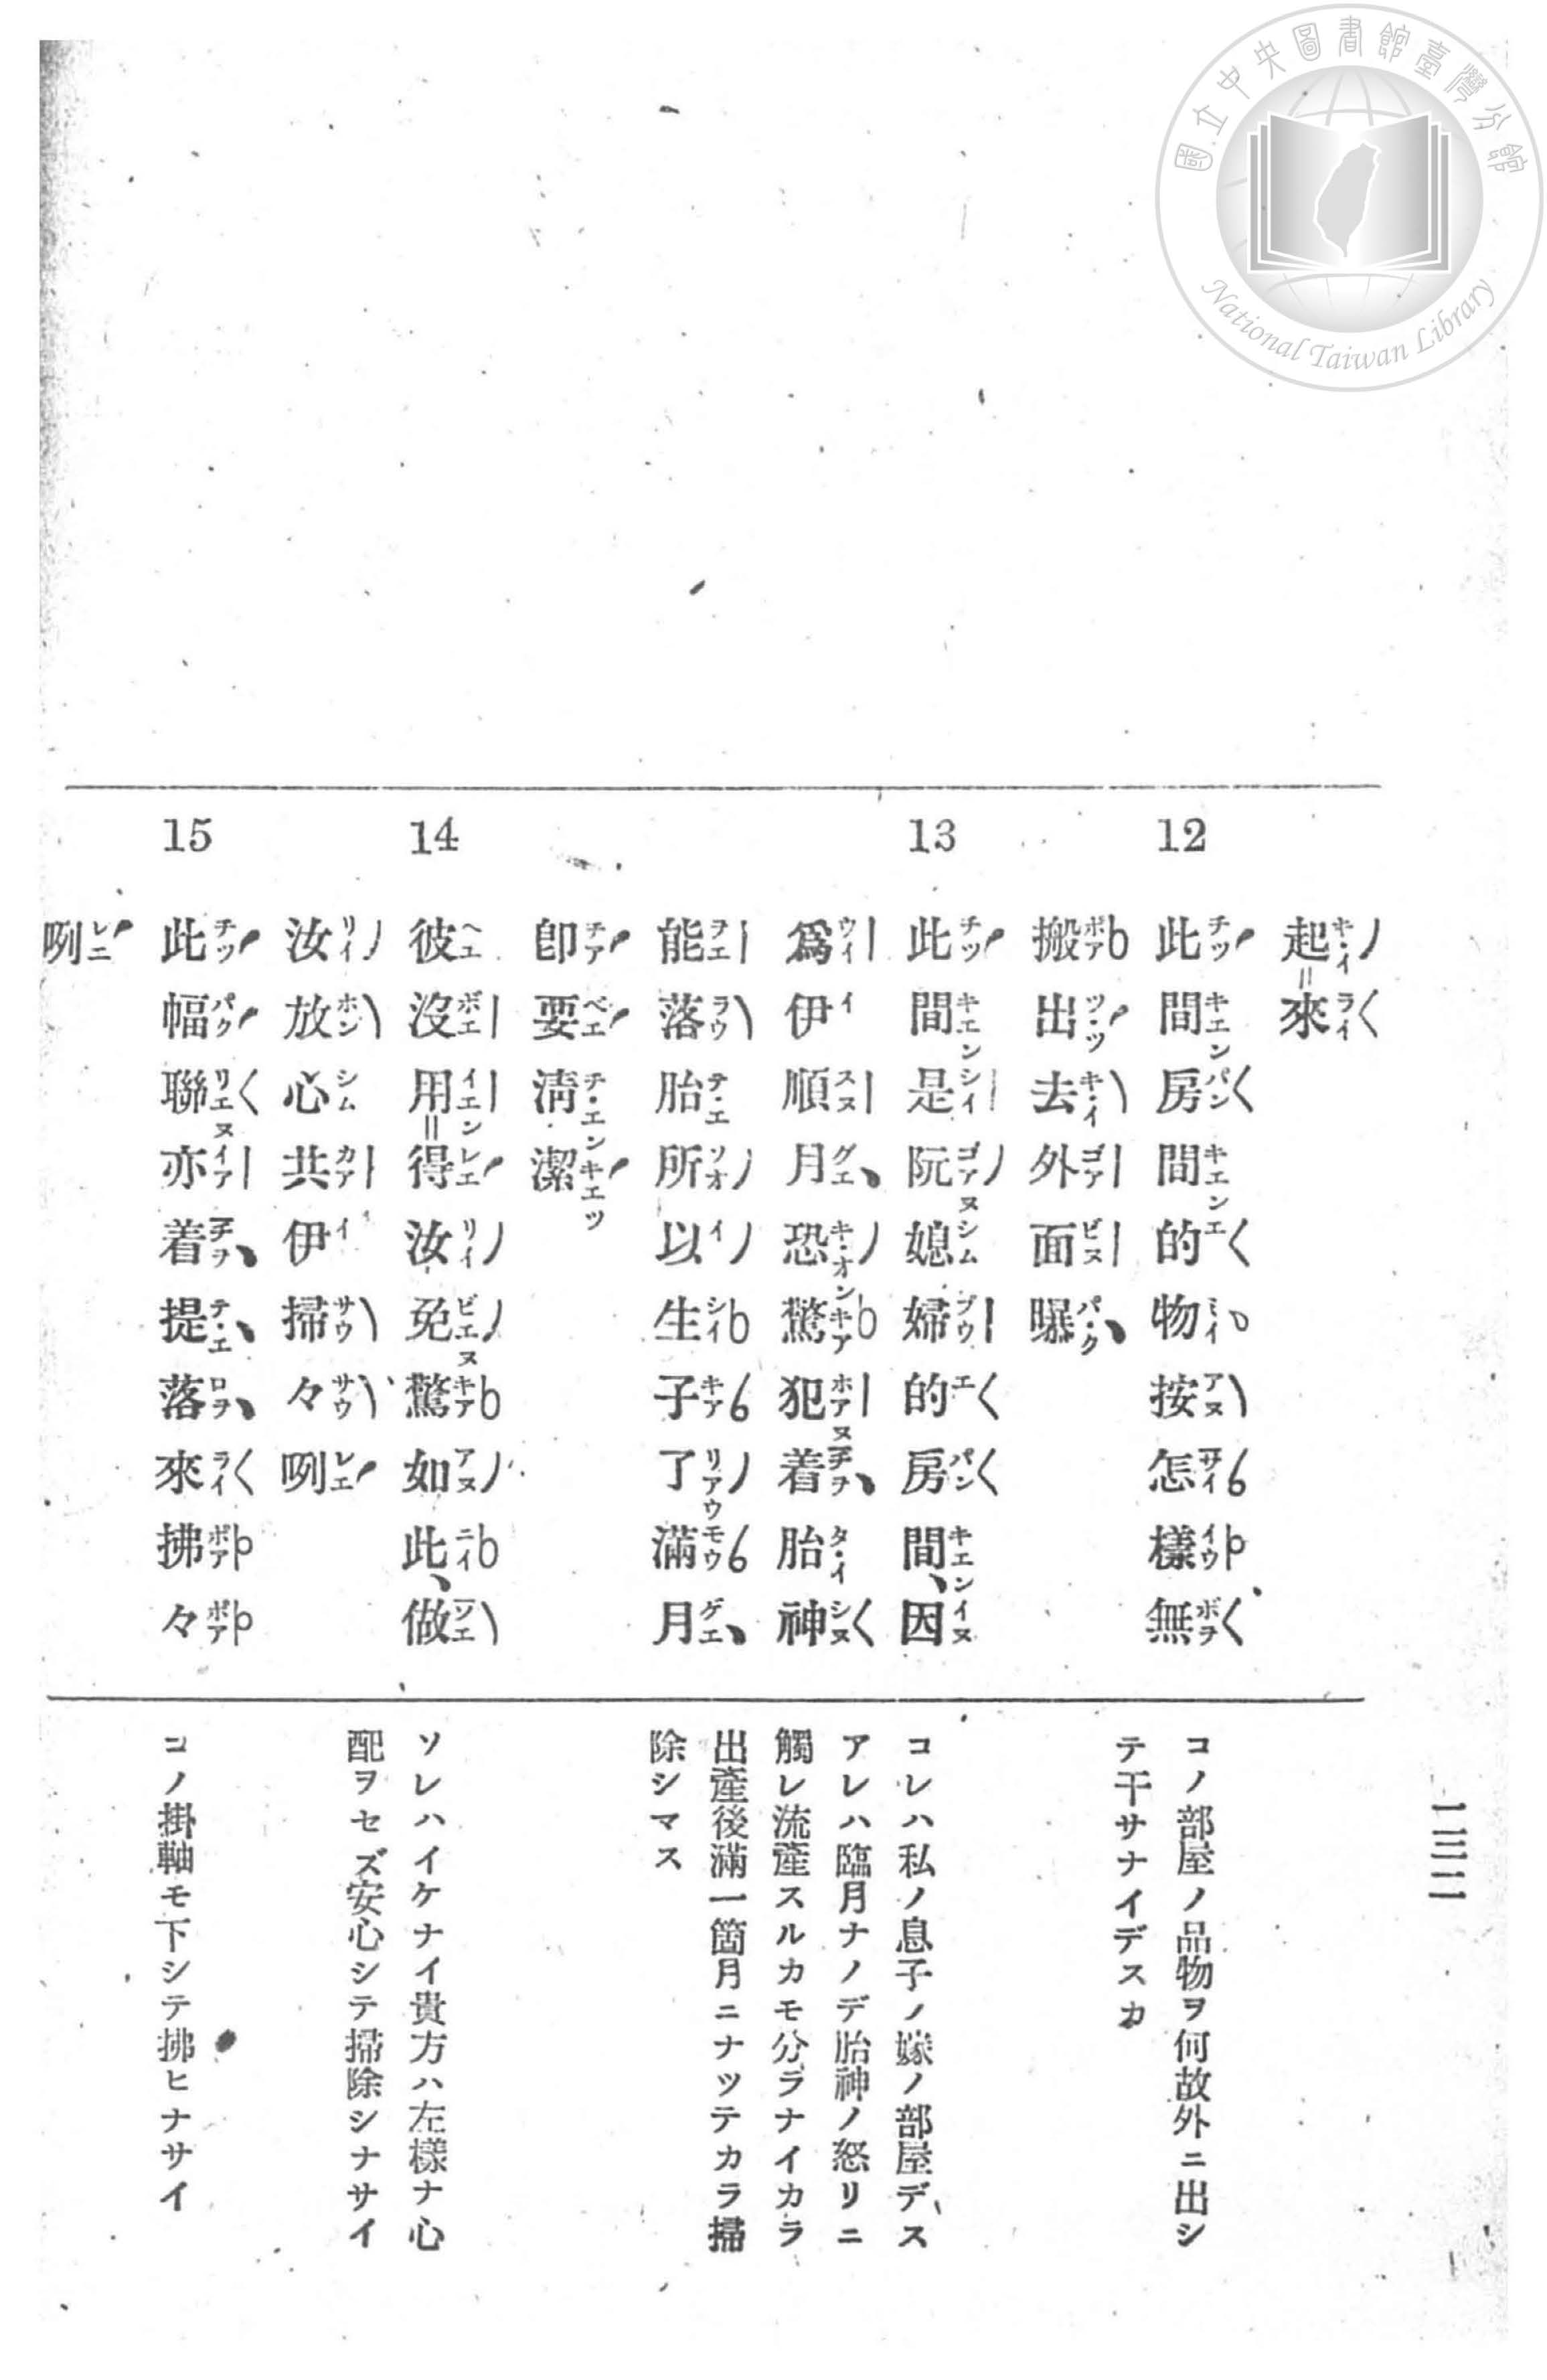 國立中央圖書館臺灣分館
National Taiwan Library
一三二
起來
12 此間房間的物按怎樣無
搬出去外面曝
13 此間是阮媳婦的房間、因
爲伊順月恐驚犯着胎神
能落胎所以生子了滿月
卽要淸潔
14 彼沒用得汝免驚如此、做
汝放心共伊掃々咧
15 此幅聯亦着提落來拂々
咧
コノ部屋ノ品物ヲ何故外ニ出シ
テ干サナイデスカ
コレハ私ノ息子ノ嫁ノ部屋デス、
アレハ臨月ナノデ胎神ノ怒リニ
觸レ流產スルカモ分ラナイカラ
出產後滿一箇月ニナツテカラ掃
除シマス
ソレハイケナイ貴方ハ左樣ナ心
配ヲセズ安心シテ掃除シナサイ
コノ掛軸モ下シテ拂ヒナサイ